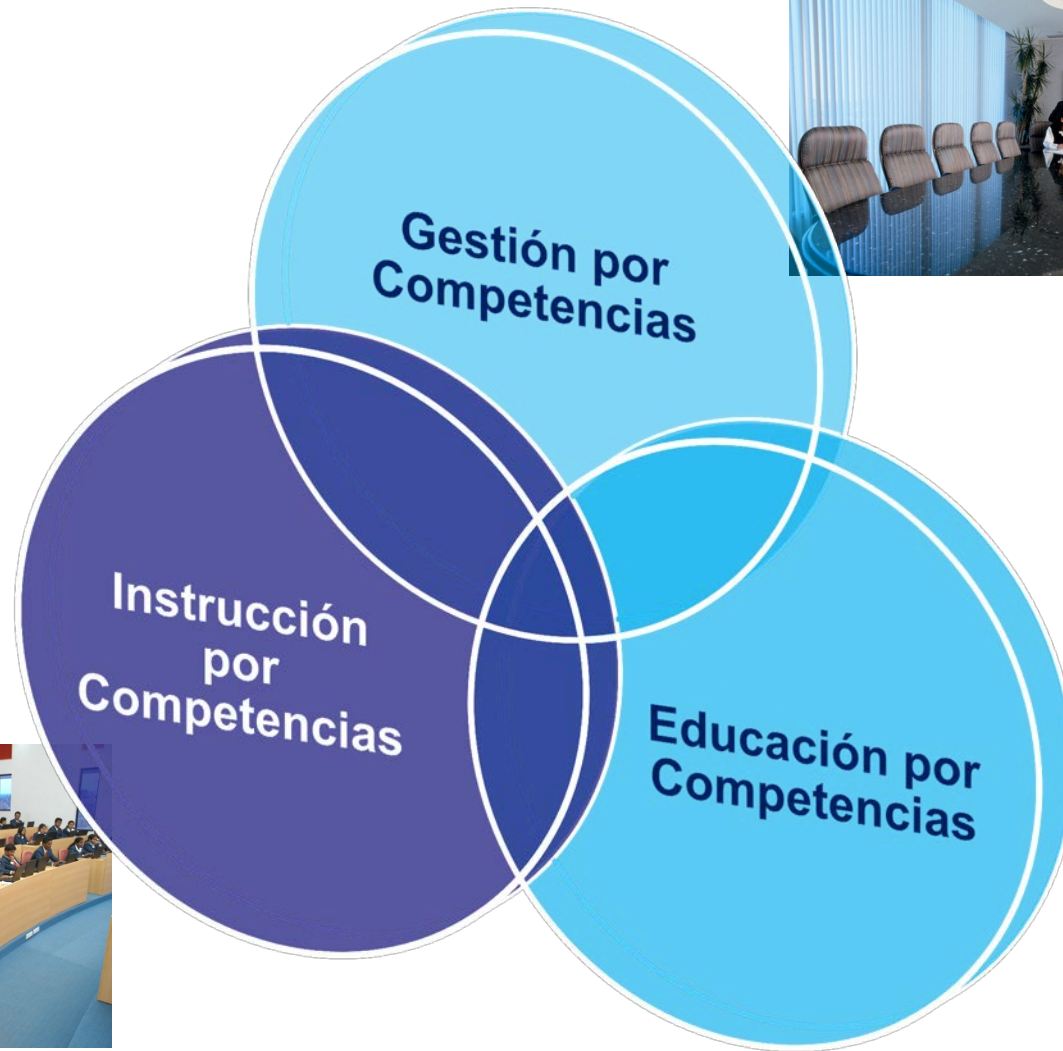 Gestión por
Competencias
Instrucción
por
Competencias
Educación por
Competencias